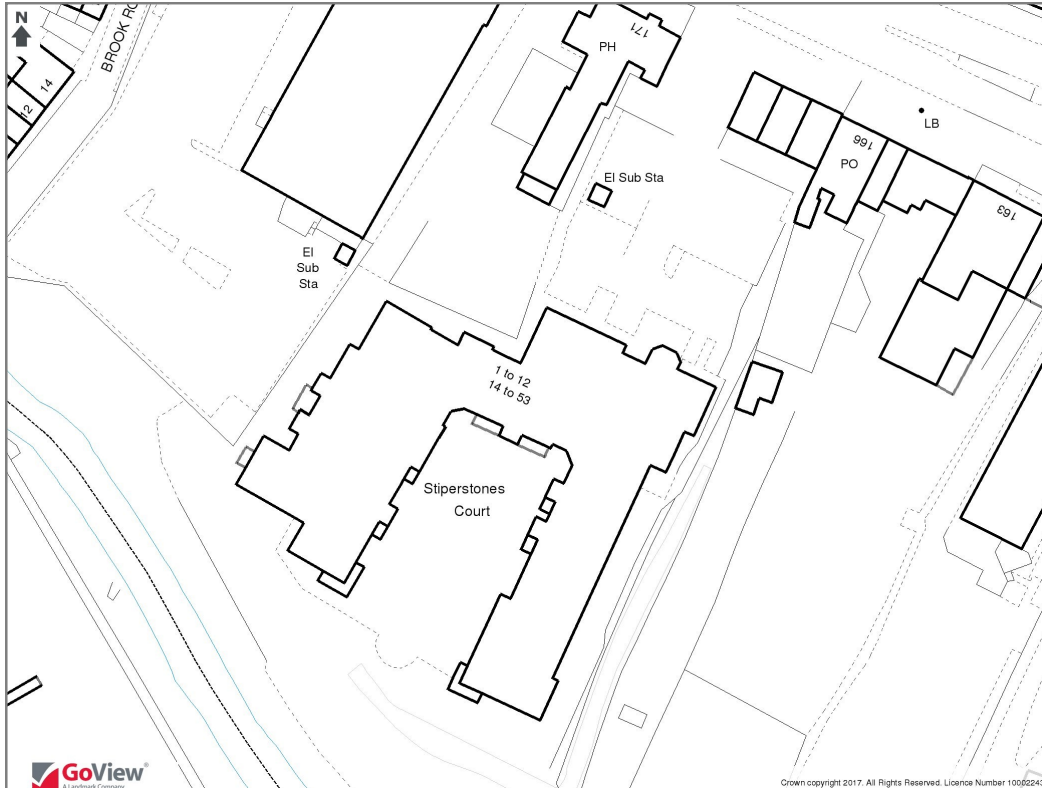 N
BROOK RO
14
12
171
PH
LB
166
PO
163
El Sub Sta
El
Sub
Sta
1 to 12
14 to 53
Stiperstones
Court
GoView®
A Landmark Company
Crown copyright 2017. All Rights Reserved. Licence Number 10002243